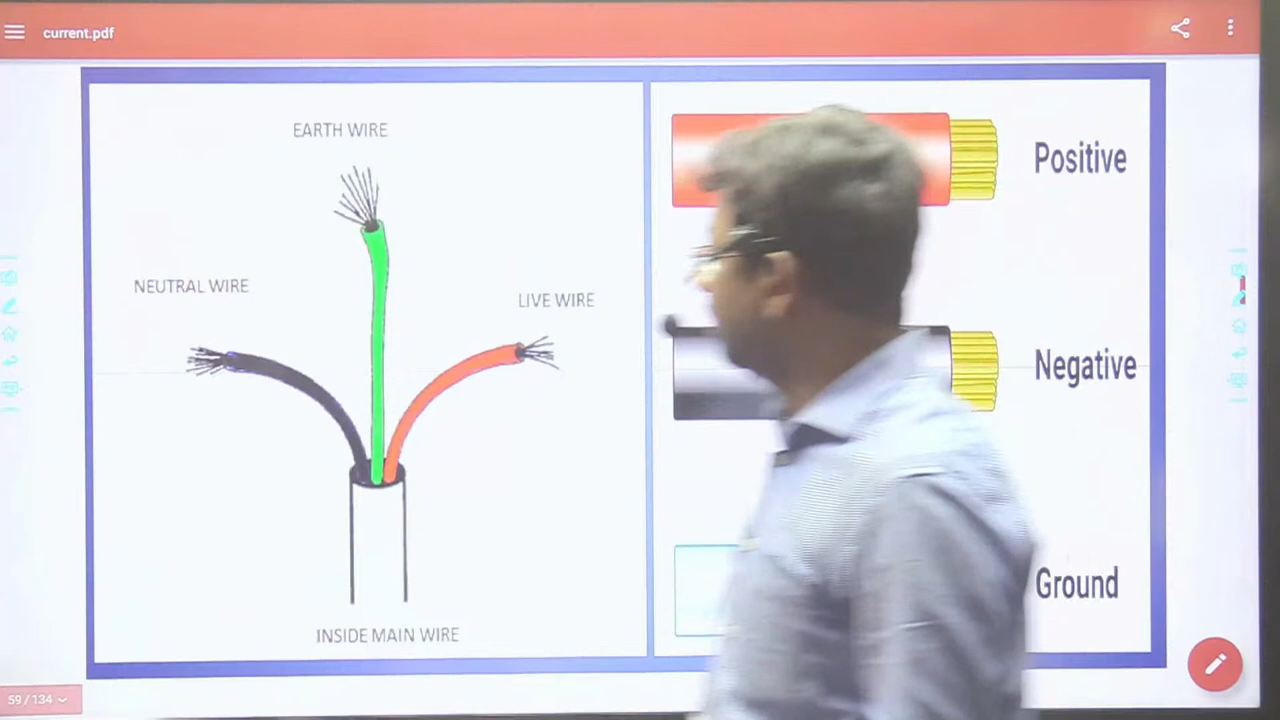 current.pdf
EARTH WIRE
NEUTRAL WIRE
LIVE WIRE
INSIDE MAIN WIRE
Positive
Negative
Ground
59 / 134